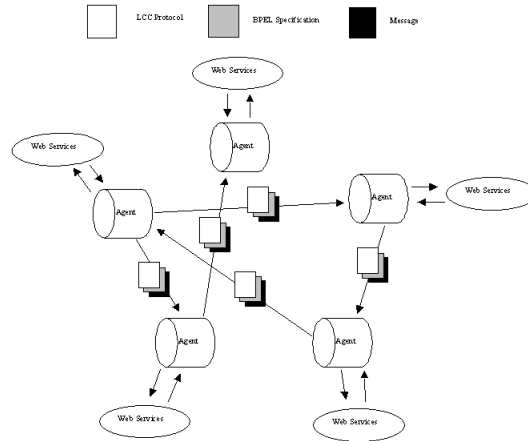 LCC Protocol
BPEL Specification
Message
Web Services
Agent
Web Services
Agent
Agent
Web Services
Agent
Agent
Web Services
Web Services